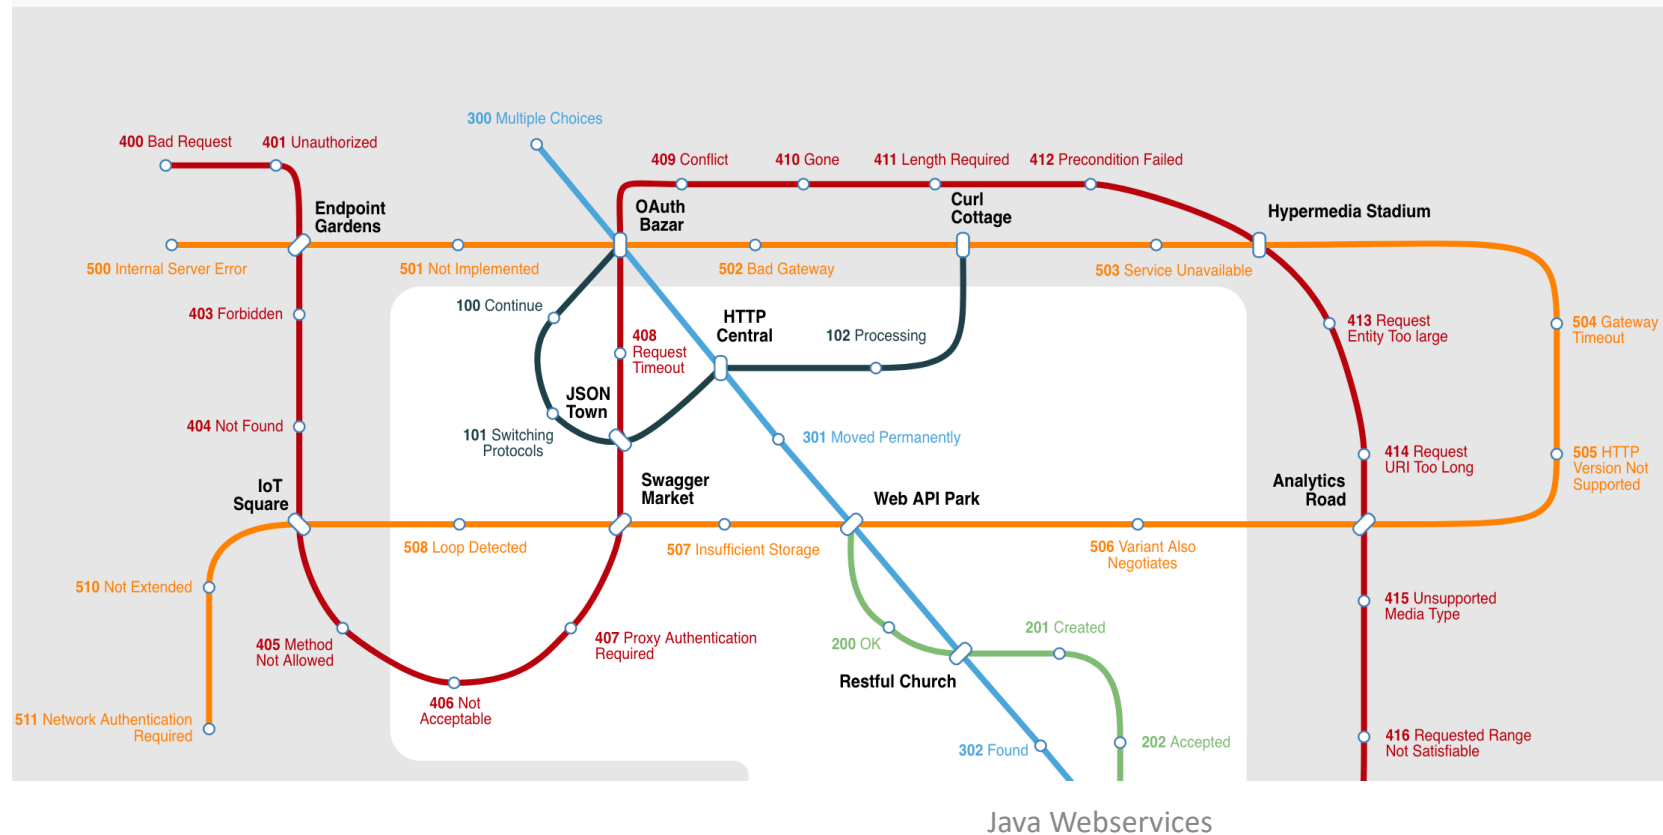 300 Multiple Choices
400 Bad Request
401 Unauthorized
409 Conflict
410 Gone
411 Length Required
412 Precondition Failed
Endpoint
Gardens
OAuth
Bazar
Curl
Cottage
Hypermedia Stadium
500 Internal Server Error
501 Not Implemented
502 Bad Gateway
503 Service Unavailable
403 Forbidden
100 Continue
HTTP
Central
408
Request
Timeout
102 Processing
413 Request
Entity Too large
504 Gateway
Timeout
JSON
Town
404 Not Found
101 Switching
Protocols
301 Moved Permanently
414 Request
URI Too Long
505 HTTP
Version Not
Supported
IoT
Square
Swagger
Market
Web API Park
Analytics
Road
508 Loop Detected
507 Insufficient Storage
506 Variant Also
Negotiates
510 Not Extended
405 Method
Not Allowed
407 Proxy Authentication
Required
200 OK
201 Created
415 Unsupported
Media Type
Restful Church
406 Not
Acceptable
511 Network Authentication
Required
302 Found
202 Accepted
416 Requested Range
Not Satisfiable
Java Webservices